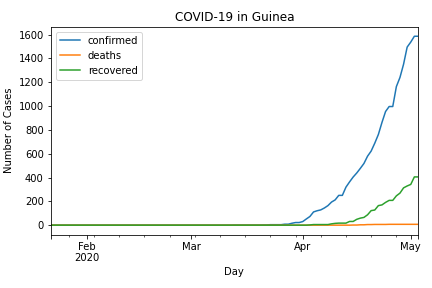 COVID-19 in Guinea
confirmed
deaths
recovered
Number of Cases
1600
1400
1200
1000
800
600
400
200
0
Feb
2020
Mar
Apr
May
Day